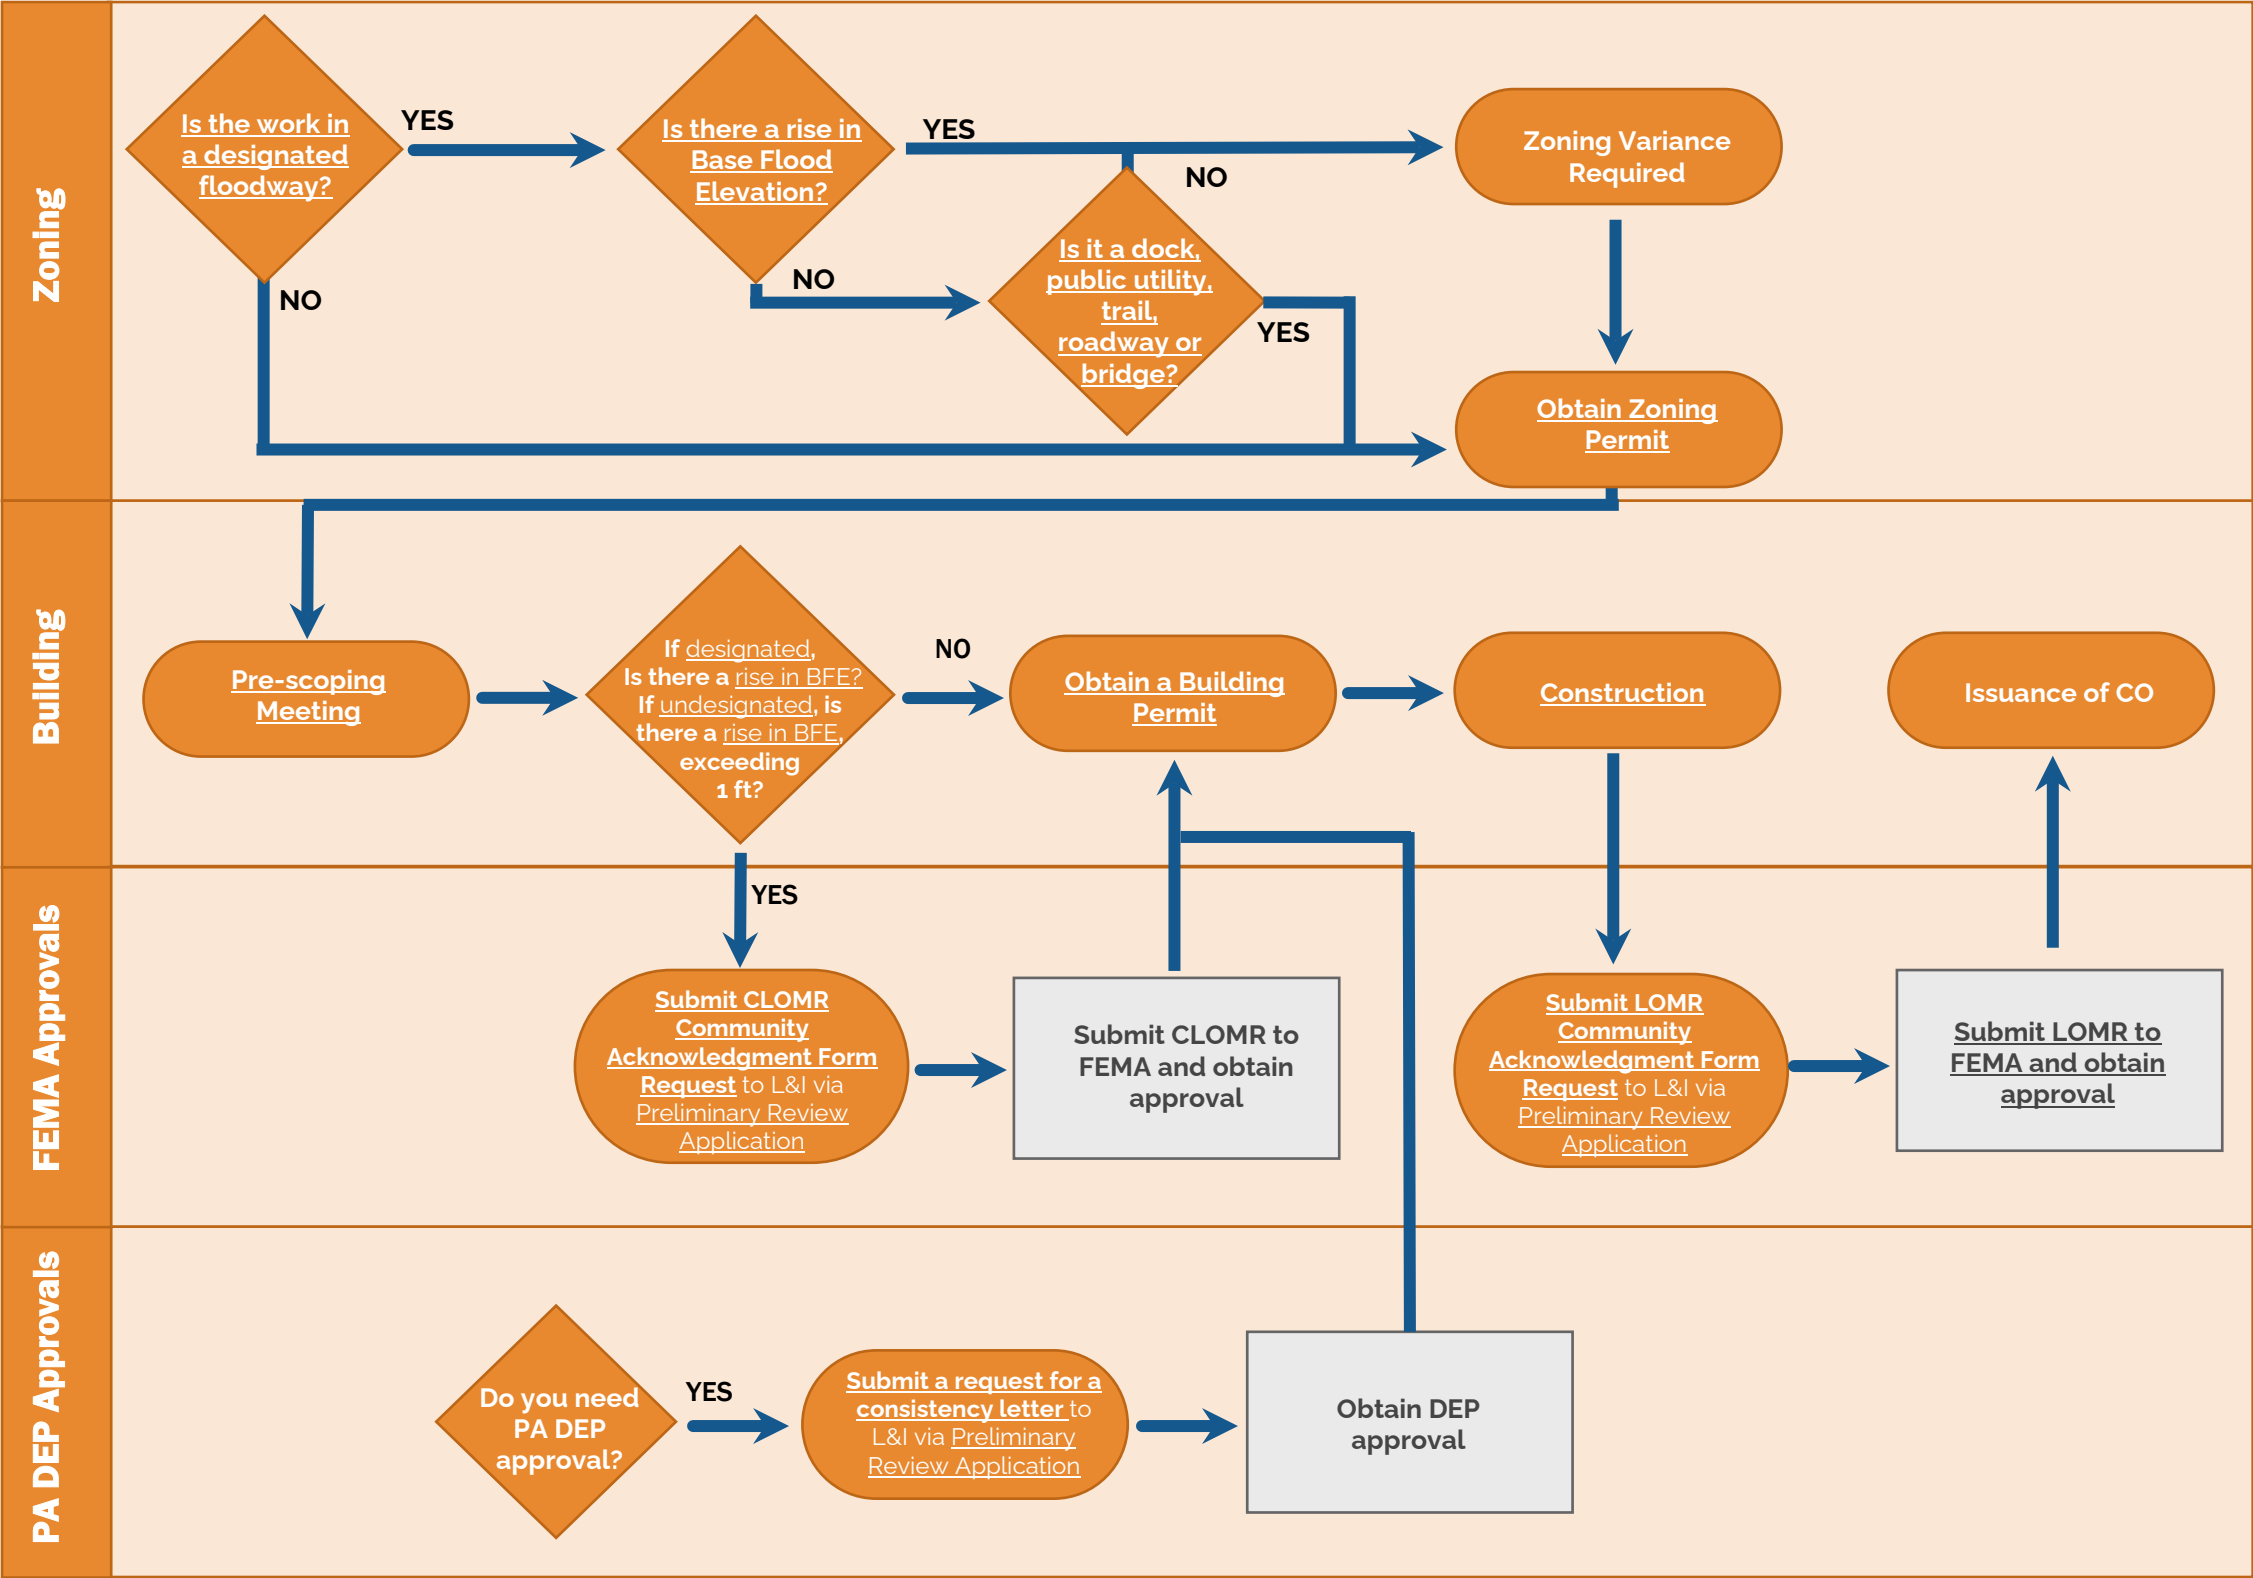 Zoning
Is the work in
a designated
floodway?
YES
NO
Is there a rise in
Base Flood
Elevation?
YES
NO
Is it a dock,
public utility,
trail,
roadway or
bridge?
NO
YES
Zoning Variance
Required
Obtain Zoning
Permit
Building
Pre-scoping
Meeting
If designated,
Is there a rise in BFE?
If undesignated, is
there a rise in BFE,
exceeding
1 ft?
NO
YES
Obtain a Building
Permit
Construction
Issuance of CO
FEMA Approvals
Submit CLOMR
Community
Acknowledgment Form
Request to L&I via
Preliminary Review
Application
Submit CLOMR to
FEMA and obtain
approval
Submit LOMR
Community
Acknowledgment Form
Request to L&I via
Preliminary Review
Application
Submit LOMR to
FEMA and obtain
approval
PA DEP Approvals
Do you need
PA DEP
approval?
YES
Submit a request for a
consistency letter to
L&I via Preliminary
Review Application
Obtain DEP
approval